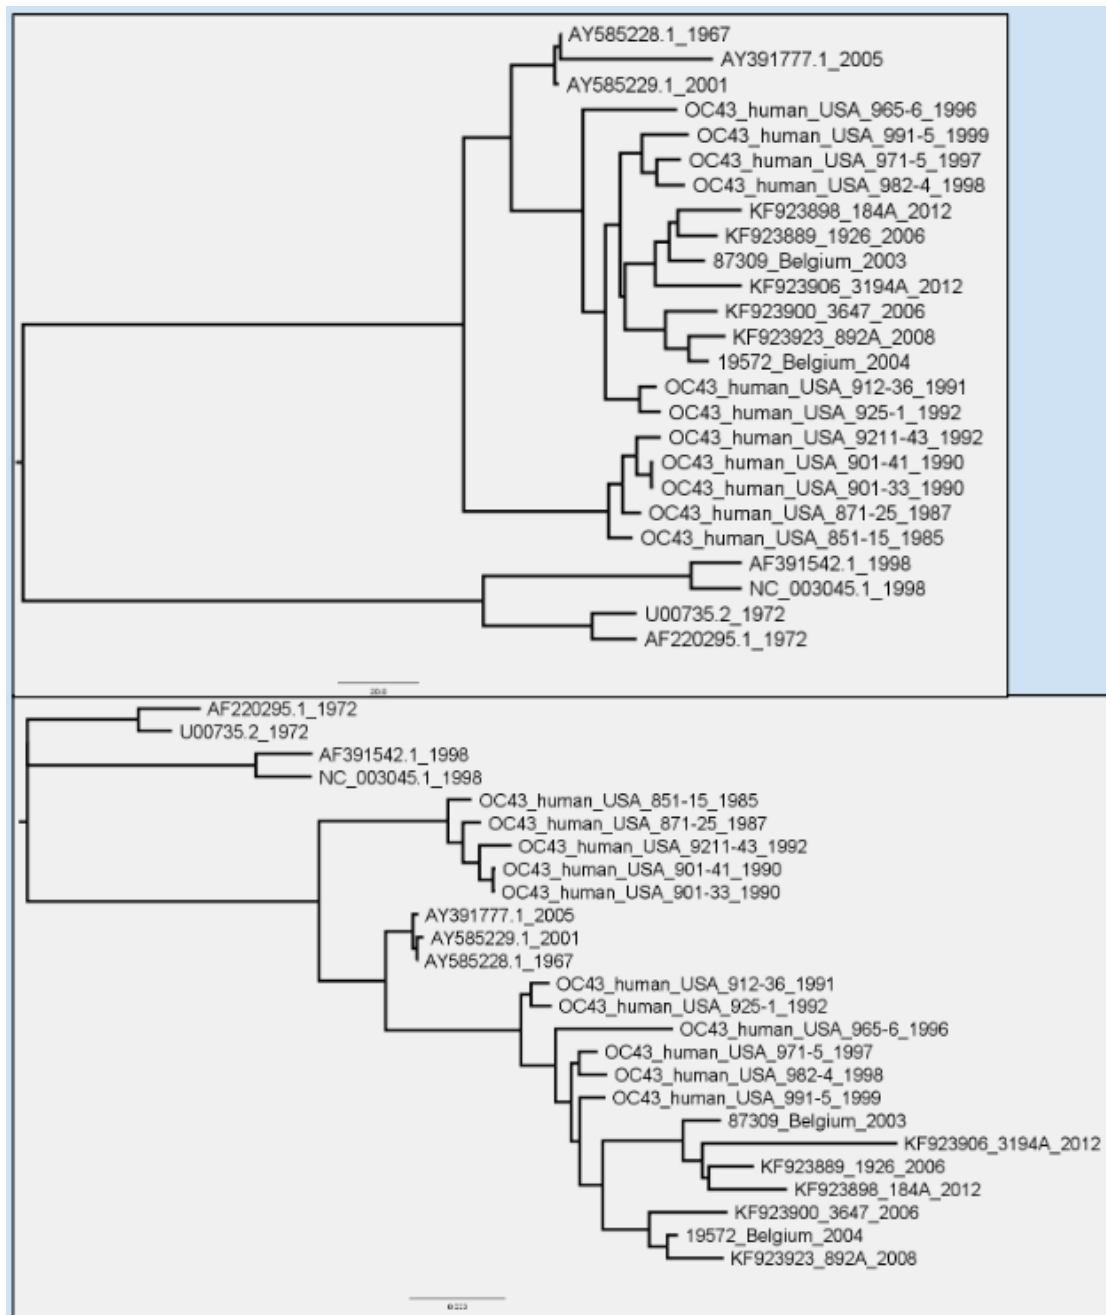 AY585228.1_1967
AY391777.1_2005
AY585229.1_2001
OC43_human_USA_965-6_1996
OC43_human_USA_991-5_1999
OC43_human_USA_971-5_1997
OC43_human_USA_982-4_1998
KF923898_184A_2012
KF923889_1926_2006
87309_Belgium_2003
KF923906_3194A_2012
KF923900_3647_2006
KF923923_892A_2008
19572_Belgium_2004
OC43_human_USA_912-36_1991
OC43_human_USA_925-1_1992
OC43_human_USA_9211-43_1992
OC43_human_USA_901-41_1990
OC43_human_USA_901-33_1990
OC43_human_USA_871-25_1987
OC43_human_USA_851-15_1985
AF391542.1_1998
NC_003045.1_1998
U00735.2_1972
AF220295.1_1972
AF220295.1_1972
U00735.2_1972
AF391542.1_1998
NC_003045.1_1998
OC43_human_USA_851-15_1985
OC43_human_USA_871-25_1987
OC43_human_USA_9211-43_1992
OC43_human_USA_901-41_1990
OC43_human_USA_901-33_1990
AY391777.1_2005
AY585229.1_2001
AY585228.1_1967
OC43_human_USA_912-36_1991
OC43_human_USA_925-1_1992
OC43_human_USA_965-6_1996
OC43_human_USA_971-5_1997
OC43_human_USA_982-4_1998
OC43_human_USA_991-5_1999
87309_Belgium_2003
KF923906_3194A_2012
KF923889_1926_2006
KF923898_184A_2012
KF923900_3647_2006
19572_Belgium_2004
KF923923_892A_2008